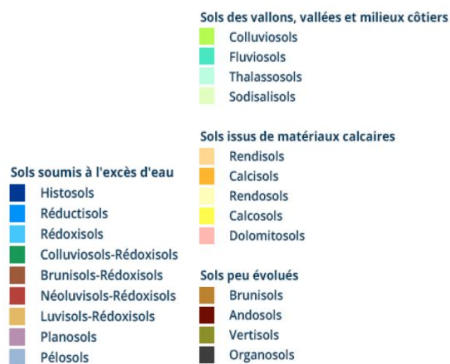 Sols des vallons, vallées et milieux côtiers
Colluviosols
Fluviosols
Thalassosols
Sodisalisols
Sols issus de matériaux calcaires
Rendisols
Calcisols
Rendosols
Calcosols
Dolomitosols
Sols soumis à l'excès d'eau
Histosols
Réductisols
Rédoxisols
Colluviosols-Rédoxisols
Brunisols-Rédoxisols
Néoluvisols-Rédoxisols
Luvisols-Rédoxisols
Planosols
Pélosols
Sols peu évolués
Brunisols
Andosols
Vertisols
Organosols